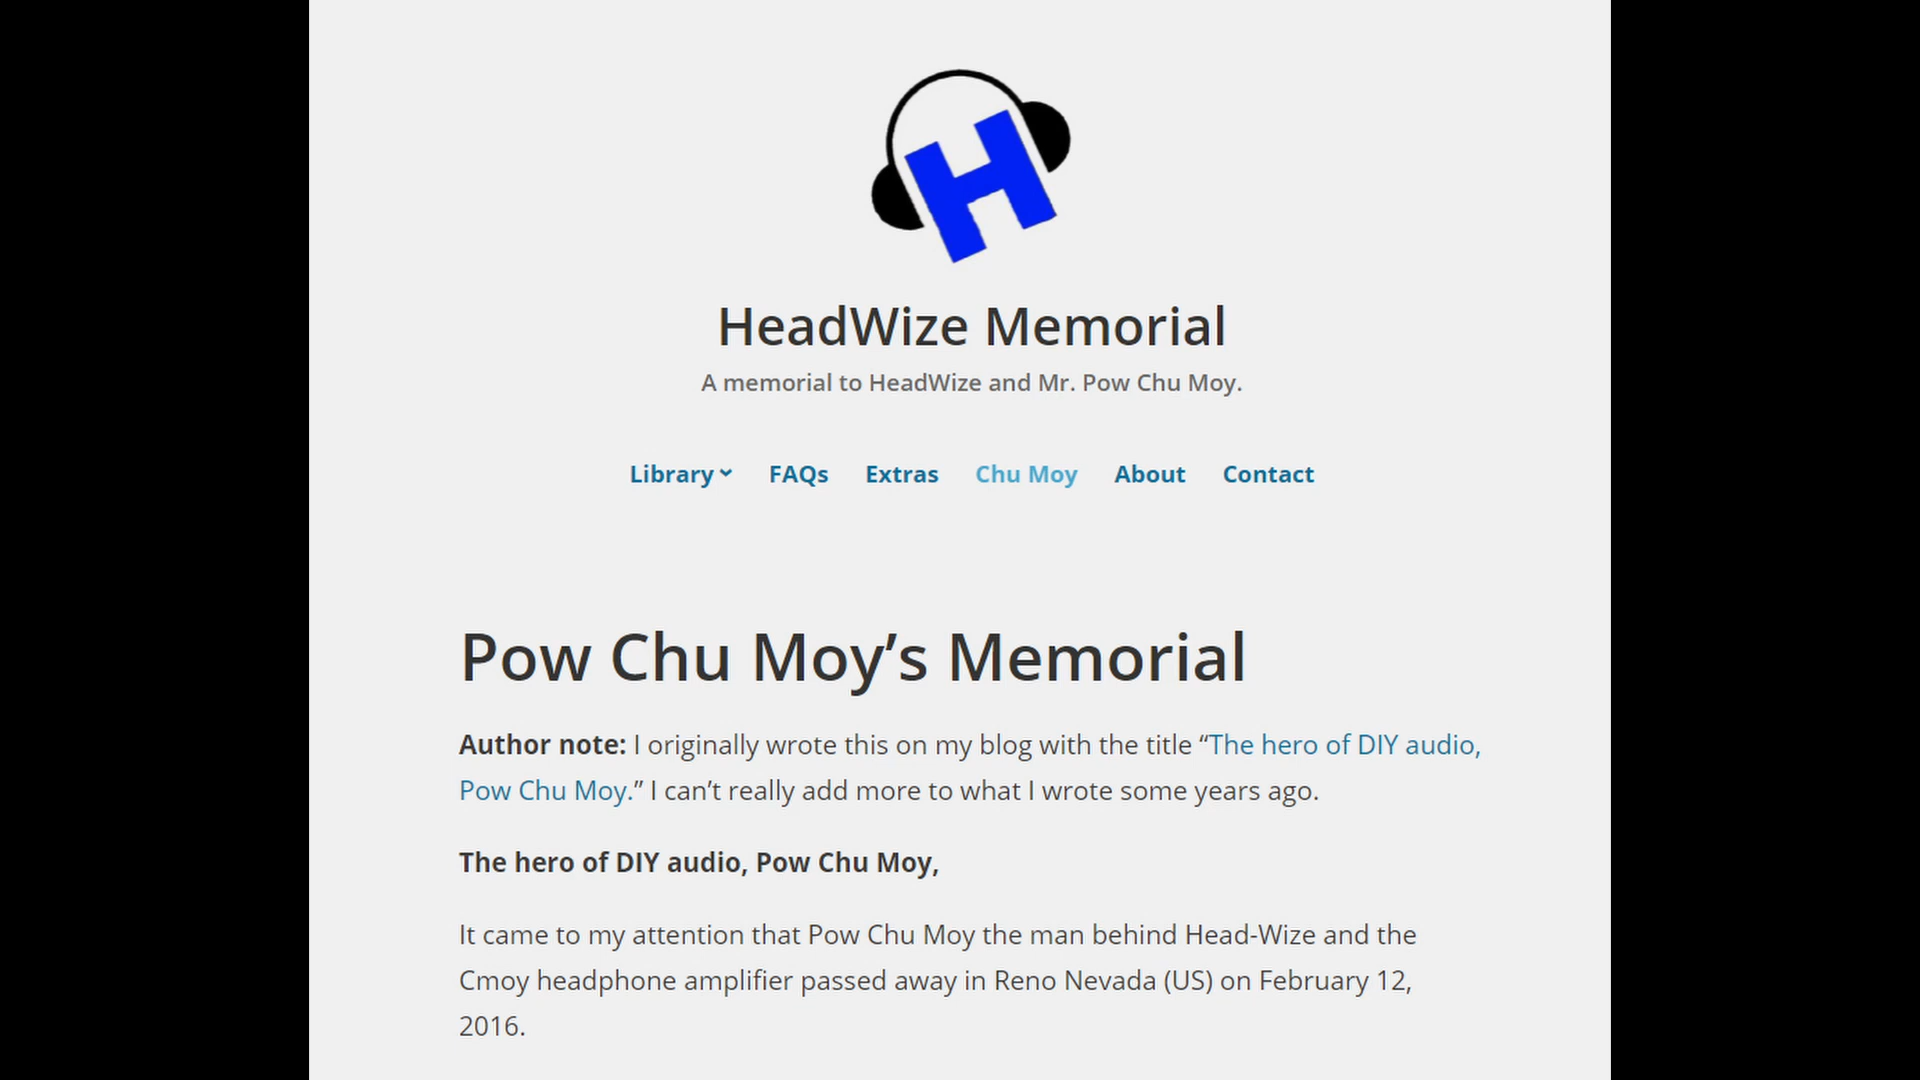 H
HeadWize Memorial
A memorial to HeadWize and Mr. Pow Chu Moy.
Library FAQs Extras Chu Moy About Contact
Pow Chu Moy’s Memorial
Author note: I originally wrote this on my blog with the title “The hero of DIY audio,
Pow Chu Moy.” I can’t really add more to what I wrote some years ago.
The hero of DIY audio, Pow Chu Moy,
It came to my attention that Pow Chu Moy the man behind Head-Wize and the
Cmoy headphone amplifier passed away in Reno Nevada (US) on February 12,
2016.